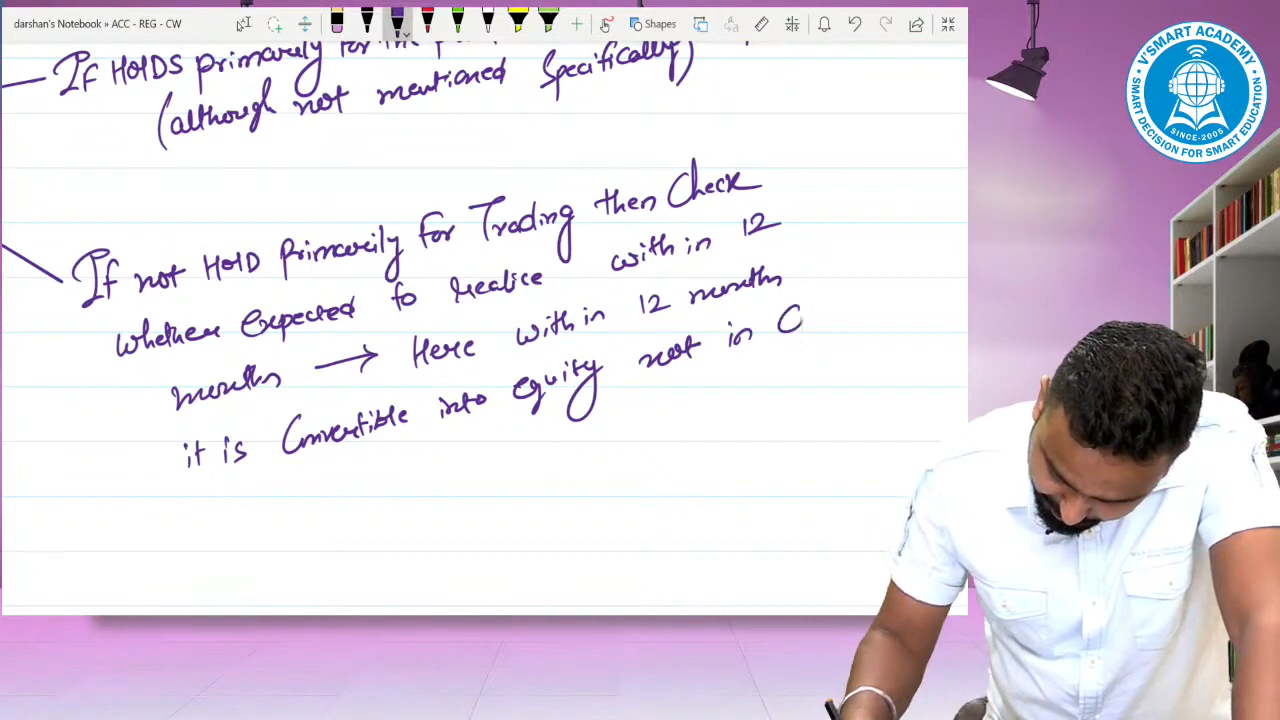 darshan's Notebook » ACC - REG - CW
Shapes
V'SMART ACADEMY
SMART DECISION FOR SMART EDUCATION
SINCE-2005
If HOlDS primarily for the
(although not mentioned specifically)
If not HOlD primarily for Trading then Check
whether expected to realice with in 12
months → Here with in 12 months
it is Convertible into equity not in C